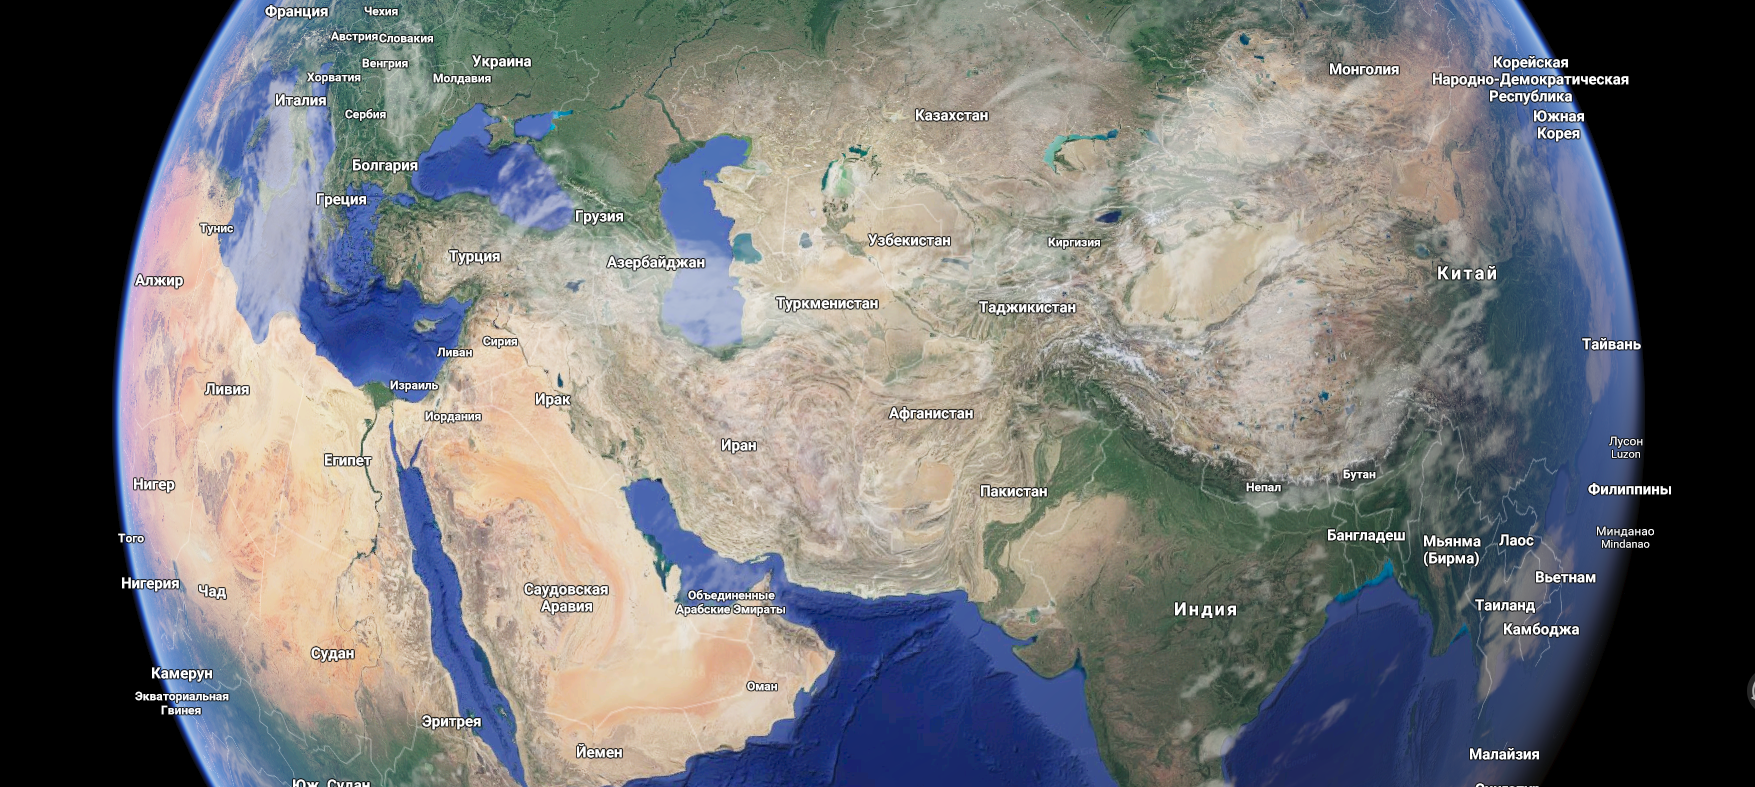 Франция
Чехия
Австрия
Словакия
Украина
Венгрия
Хорватия
Молдавия
Монголия
Корейская
Народно-Демократическая
Республика
Италия
Сербия
Казахстан
Южная
Корея
Болгария
Греция
Грузия
Тунис
Узбекистан
Киргизия
Турция
Азербайджан
Китай
Алжир
Туркменистан
Таджикистан
Сирия
Ливан
Тайвань
Израиль
Ливия
Ирак
Иордания
Афганистан
Иран
Лусон
Luzon
Египет
Бутан
Нигер
Непал
Пакистан
Филиппины
Того
Бангладеш
Мьянма
(Бирма)
Лаос
Минданао
Mindanao
Нигерия
Чад
Саудовская
Аравия
Объединенные
Арабские Эмираты
Вьетнам
Индия
Таиланд
Камбоджа
Судан
Камерун
Оман
Экваториальная
Гвинея
Эритрея
Йемен
Малайзия
Юж. Судан